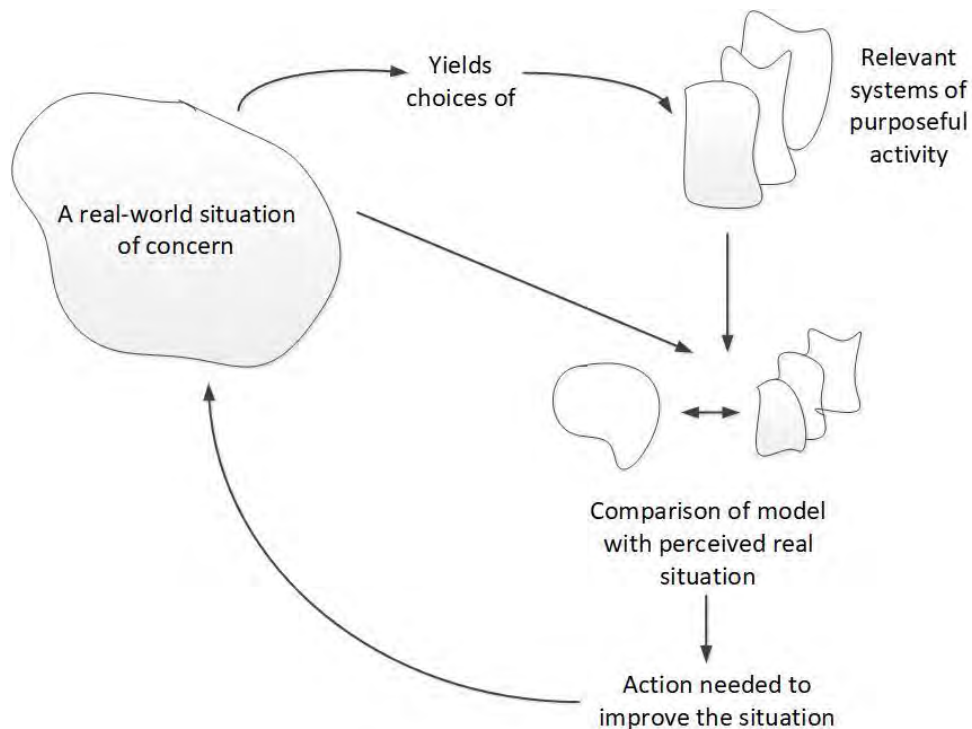 Yields
choices of
Relevant
systems of
purposeful
activity
A real-world situation
of concern
Comparison of model
with perceived real
situation
Action needed to
improve the situation